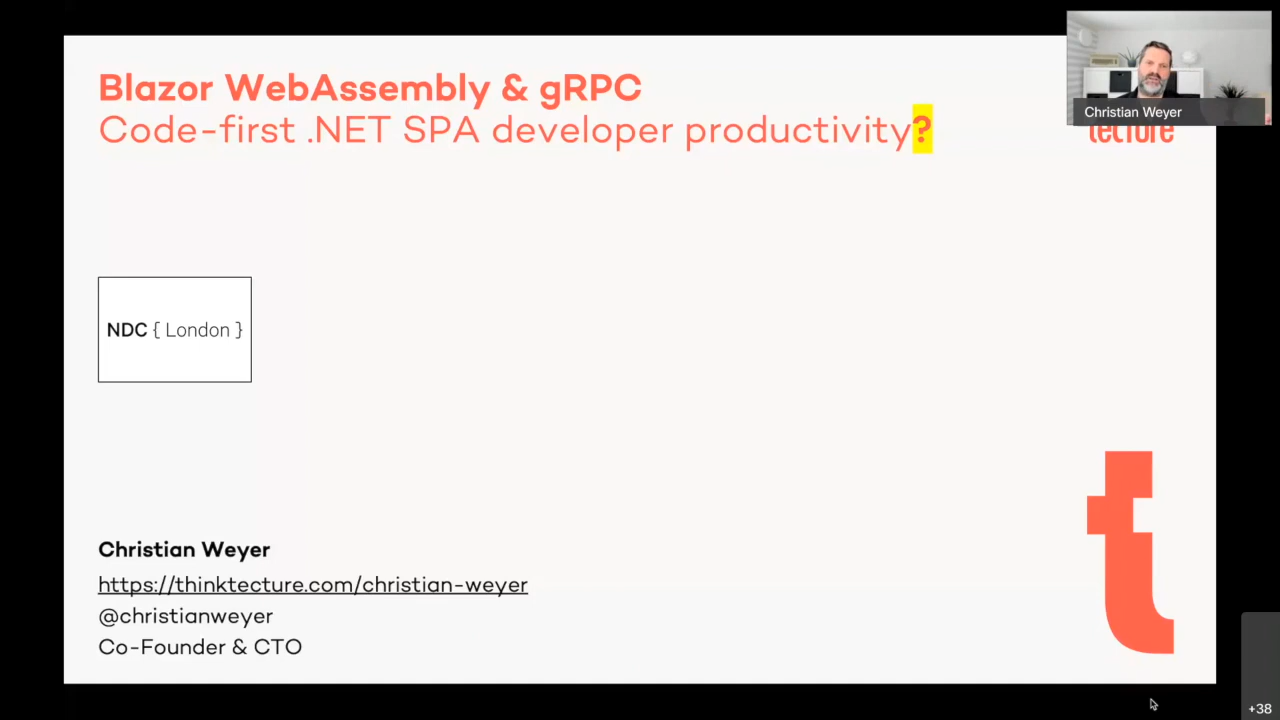 Blazor WebAssembly & gRPC
Code-first .NET SPA developer productivity?
Christian Weyer
tecture
NDC { London }
Christian Weyer
https://thinktecture.com/christian-weyer
@christianweyer
Co-Founder & CTO
t
+38